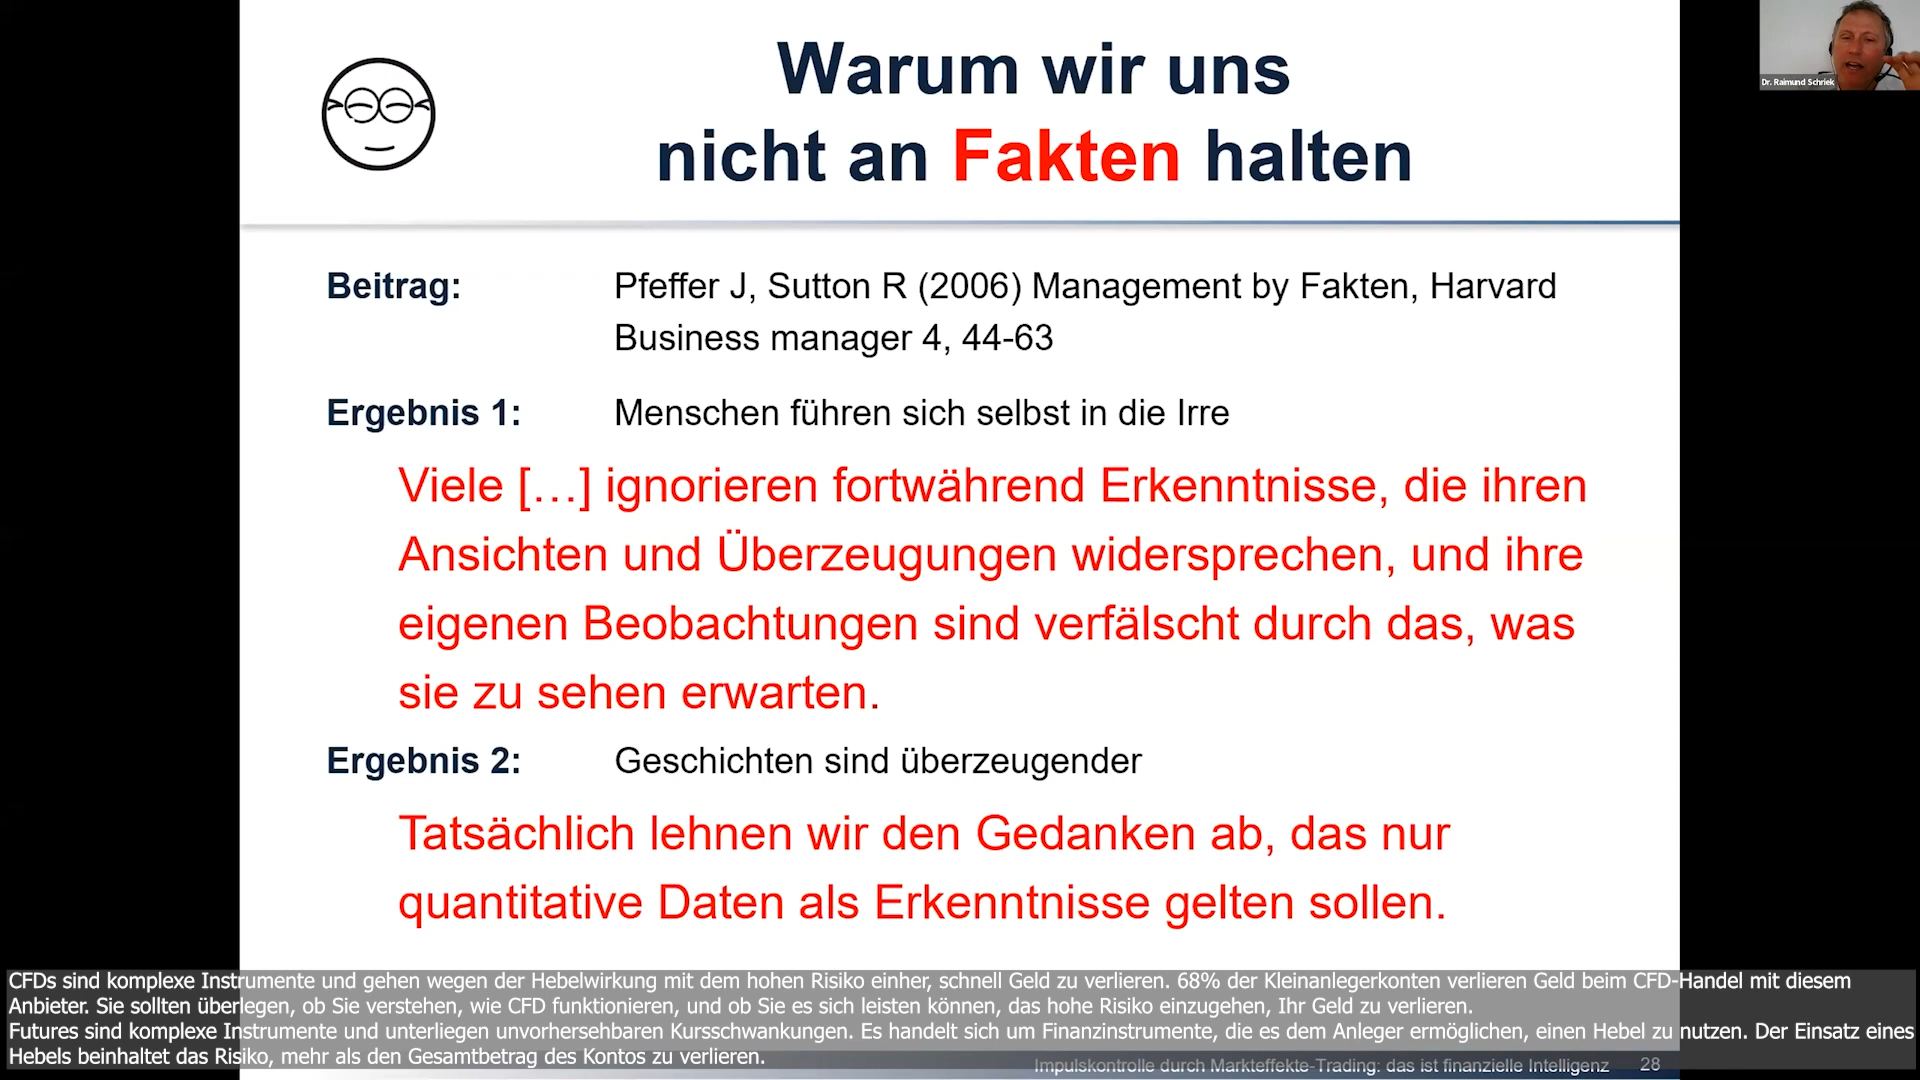 Warum wir uns
nicht an Fakten halten
Dr. Raimund Schriek
Beitrag: Pfeffer J, Sutton R (2006) Management by Fakten, Harvard
Business manager 4, 44-63
Ergebnis 1: Menschen führen sich selbst in die Irre
Viele […] ignorieren fortwährend Erkenntnisse, die ihren
Ansichten und Überzeugungen widersprechen, und ihre
eigenen Beobachtungen sind verfälscht durch das, was
sie zu sehen erwarten.
Ergebnis 2: Geschichten sind überzeugender
Tatsächlich lehnen wir den Gedanken ab, das nur
quantitative Daten als Erkenntnisse gelten sollen.
CFDs sind komplexe Instrumente und gehen wegen der Hebelwirkung mit dem hohen Risiko einher, schnell Geld zu verlieren. 68% der Kleinanlegerkonten verlieren Geld beim CFD-Handel mit diesem
Anbieter. Sie sollten überlegen, ob Sie verstehen, wie CFD funktionieren, und ob Sie es sich leisten können, das hohe Risiko einzugehen, Ihr Geld zu verlieren.
Futures sind komplexe Instrumente und unterliegen unvorhersehbaren Kursschwankungen. Es handelt sich um Finanzinstrumente, die es dem Anleger ermöglichen, einen Hebel zu nutzen. Der Einsatz eines
Hebels beinhaltet das Risiko, mehr als den Gesamtbetrag des Kontos zu verlieren.
Impulskontrolle durch Markteffekte-Trading: das ist finanzielle Intelligenz 28